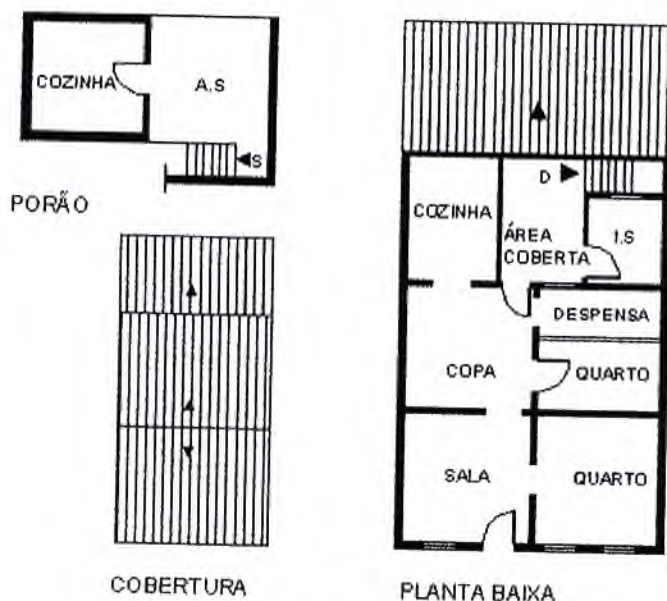 COZINHA
A.S
S
PORÃO
COBERTURA
D
COZINHA
ÁREA
COBERTA
I.S
DESPENSA
COPA
QUARTO
SALA
QUARTO
PLANTA BAIXA